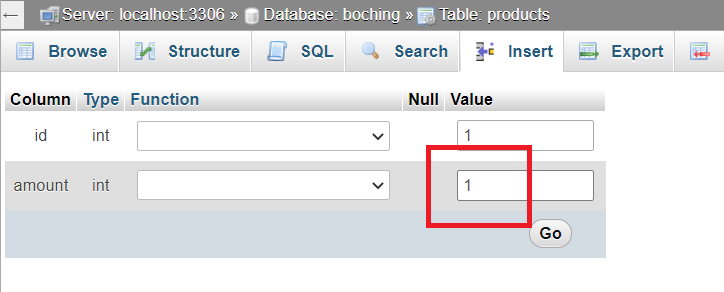 ← Server: localhost:3306 » Database: boching » Table: products
Browse Structure SQL Search Insert Export
Column Type Function Null Value
id int 1
amount int 1
Go